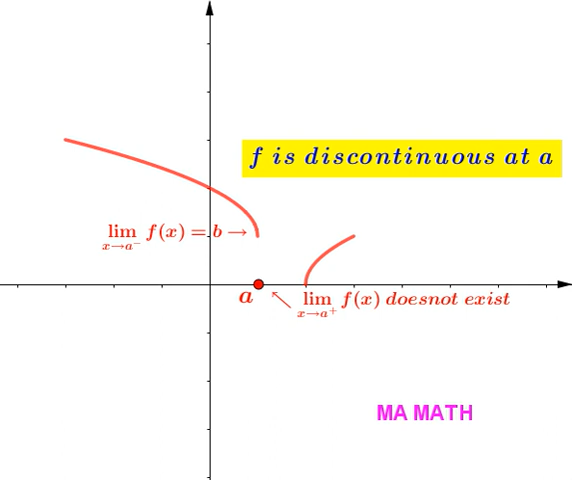 f is discontinuous at a
lim f(x) = b →
x→a⁻
a
lim f(x) doesnot exist
x→a⁺
MA MATH